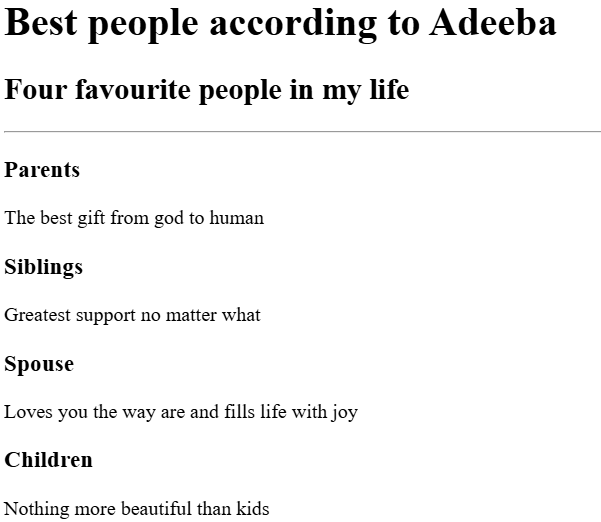 Best people according to Adeeba
Four favourite people in my life
Parents
The best gift from god to human
Siblings
Greatest support no matter what
Spouse
Loves you the way are and fills life with joy
Children
Nothing more beautiful than kids